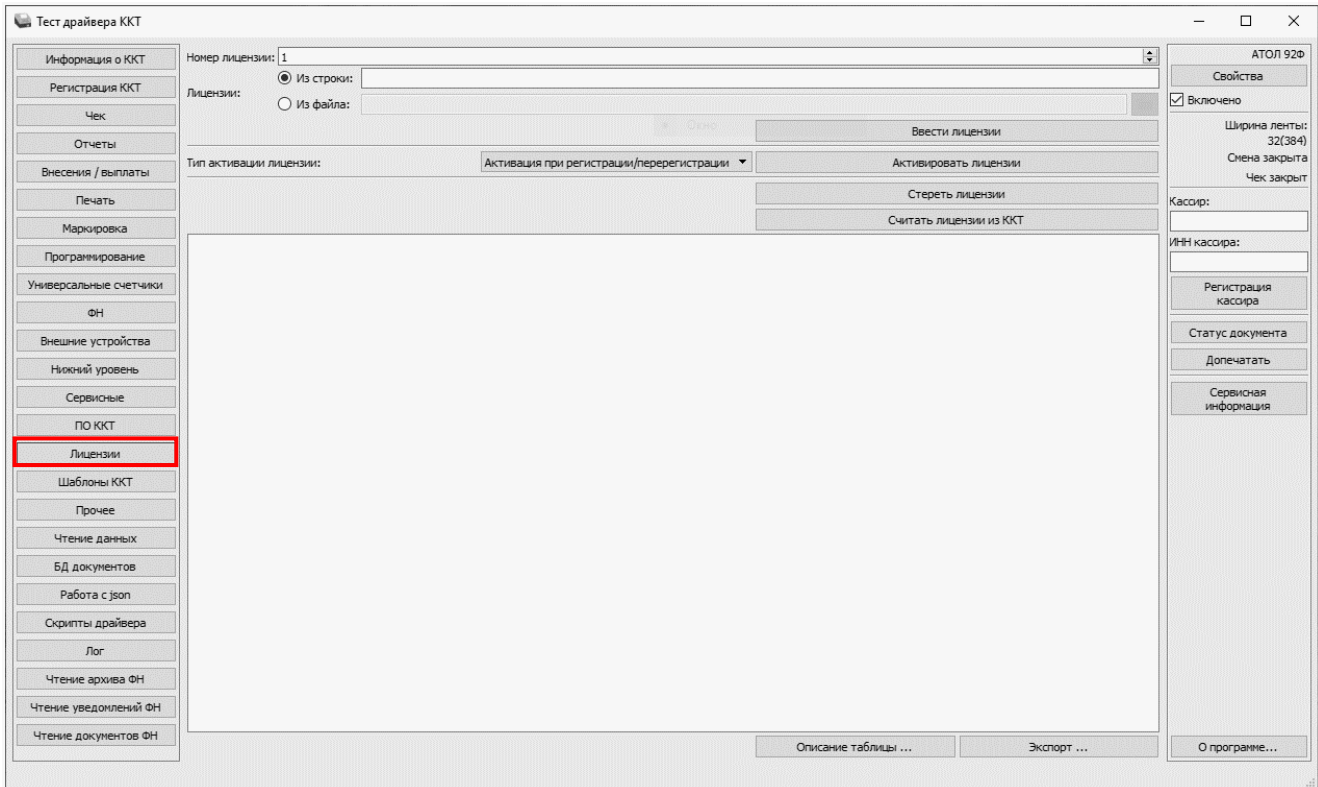 Тест драйвера ККТ
Информация о ККТ
Регистрация ККТ
Чек
Отчеты
Внесения / выплаты
Печать
Маркировка
Программирование
Универсальные счетчики
ФН
Внешние устройства
Нижний уровень
Сервисные
ПО ККТ
Лицензии
Шаблоны ККТ
Прочее
Чтение данных
БД документов
Работа с json
Скрипты драйвера
Лог
Чтение архива ФН
Чтение уведомлений ФН
Чтение документов ФН
Номер лицензии: 1
Лицензии:
Из строки:
Из файла:
Окно
Ввести лицензии
Тип активации лицензии: Активация при регистрации/перерегистрации
Активировать лицензии
Стереть лицензии
Считать лицензии из ККТ
Описание таблицы ...
Экспорт ...
АТОЛ 92Ф
Свойства
Включено
Ширина ленты:
32(384)
Смена закрыта
Чек закрыт
Кассир:
ИНН кассира:
Регистрация
кассира
Статус документа
Допечатать
Сервисная
информация
О программе...